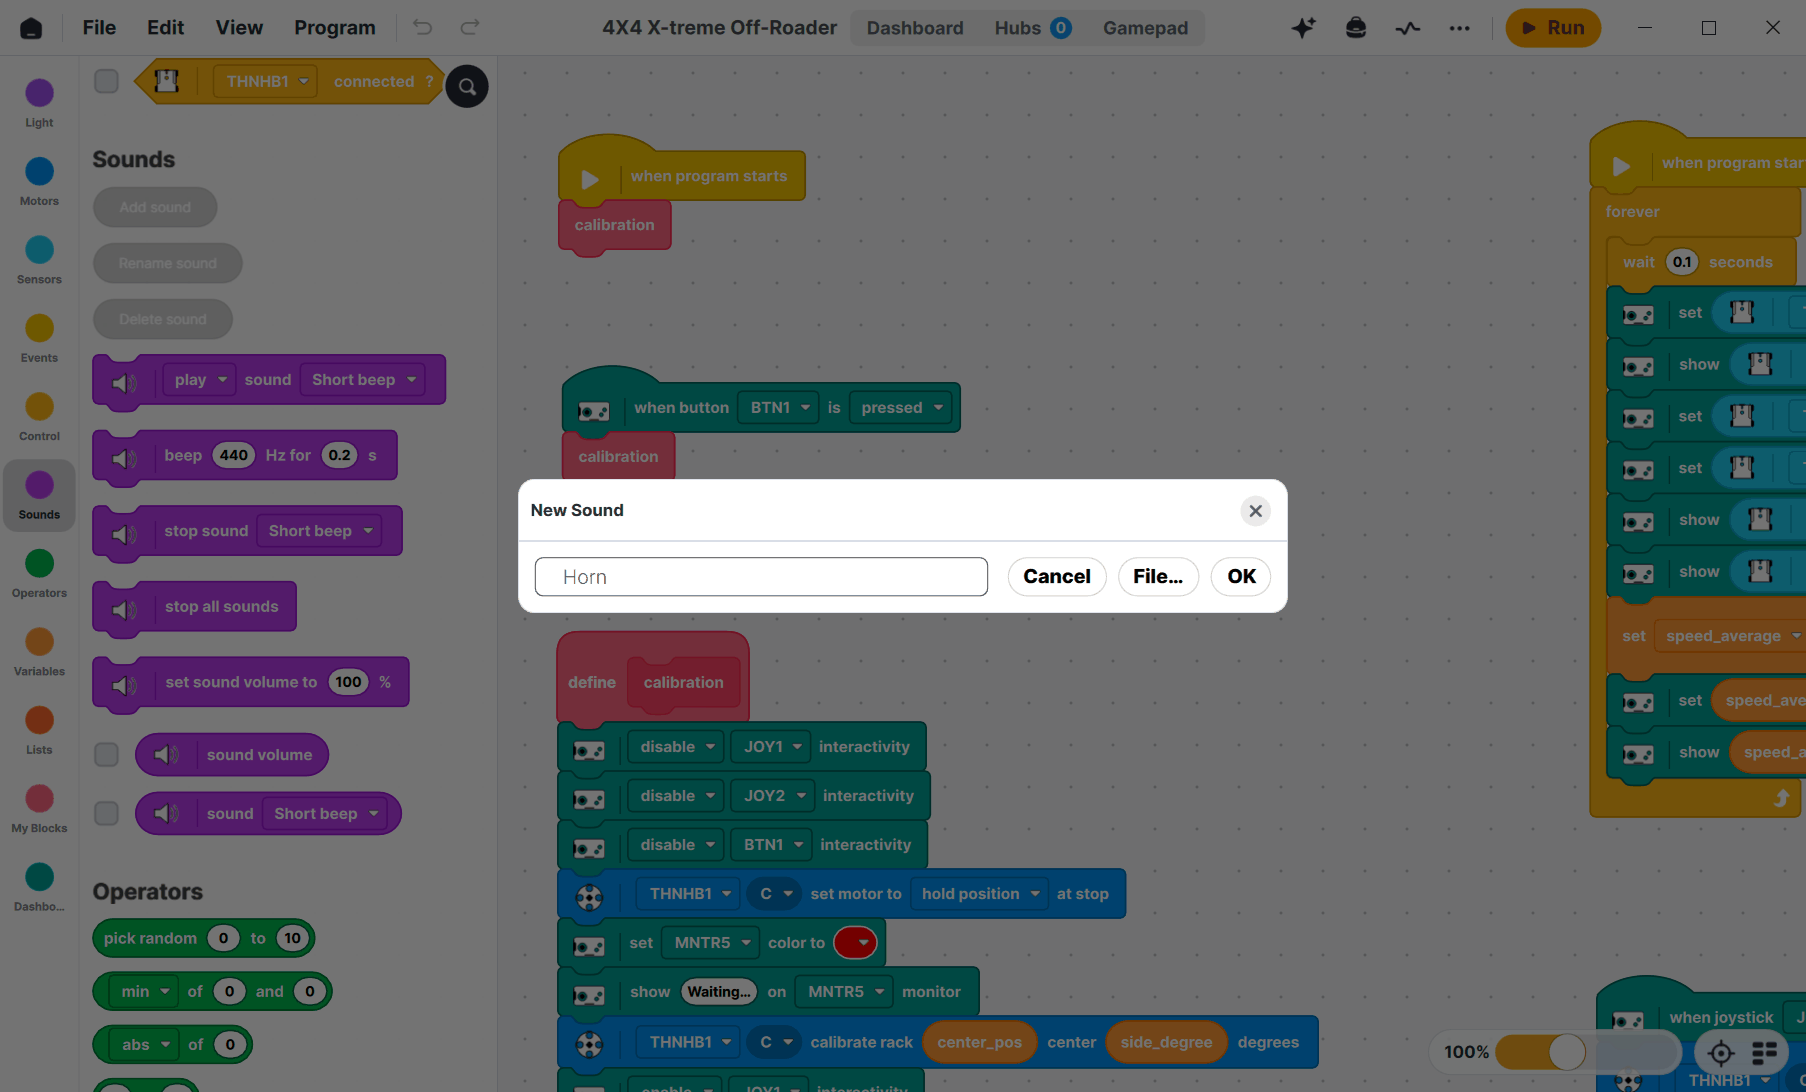 File Edit View Program 4X4 X-treme Off-Roader Dashboard Hubs 0 Gamepad Run
Light
Motors
Sensors
Events
Control
Sounds
Operators
Variables
Lists
My Blocks
Dashbo...
THNHB1 connected ?
Sounds
Add sound
Rename sound
Delete sound
play sound Short beep
beep 440 Hz for 0.2 s
stop sound Short beep
stop all sounds
set sound volume to 100 %
sound volume
sound Short beep
Operators
pick random 0 to 10
min of 0 and 0
abs of 0
when program starts
calibration
when button BTN1 is pressed
calibration
New Sound
Horn Cancel File... OK
define calibration
disable JOY1 interactivity
disable JOY2 interactivity
disable BTN1 interactivity
THNHB1 C set motor to hold position at stop
set MNTR5 color to
show Waiting... on MNTR5 monitor
THNHB1 C calibrate rack center_pos center side_degree degrees
enable JOY1 interactivity
when program star
forever
wait 0.1 seconds
set
show
set
set
show
show
set speed_average
set speed_ave
show speed_a
when joystick J
THNHB1
100%